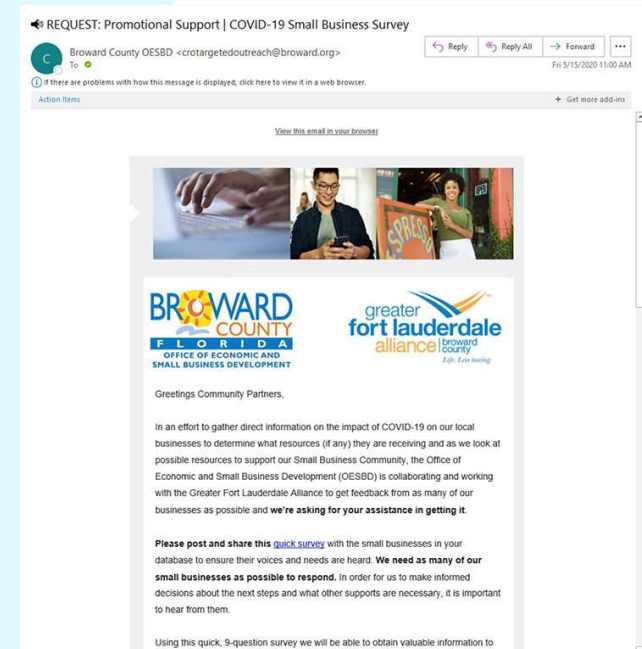 REQUEST: Promotional Support | COVID-19 Small Business Survey
C
Broward County OESBD <crotargetedoutreach@broward.org>
To
Reply
Reply All
Forward
Fri 5/15/2020 11:00 AM
If there are problems with how this message is displayed, click here to view it in a web browser.
Action Items
+ Get more add-ins
View this email in your browser
ESPRESSO
BROWARD
COUNTY
FLORIDA
OFFICE OF ECONOMIC AND
SMALL BUSINESS DEVELOPMENT
greater
fort lauderdale
alliance broward
county
Life. Less taxing.
Greetings Community Partners,
In an effort to gather direct information on the impact of COVID-19 on our local
businesses to determine what resources (if any) they are receiving and as we look at
possible resources to support our Small Business Community, the Office of
Economic and Small Business Development (OESBD) is collaborating and working
with the Greater Fort Lauderdale Alliance to get feedback from as many of our
businesses as possible and we're asking for your assistance in getting it.
Please post and share this quick survey with the small businesses in your
database to ensure their voices and needs are heard. We need as many of our
small businesses as possible to respond. In order for us to make informed
decisions about the next steps and what other supports are necessary, it is important
to hear from them.
Using this quick, 9-question survey we will be able to obtain valuable information to